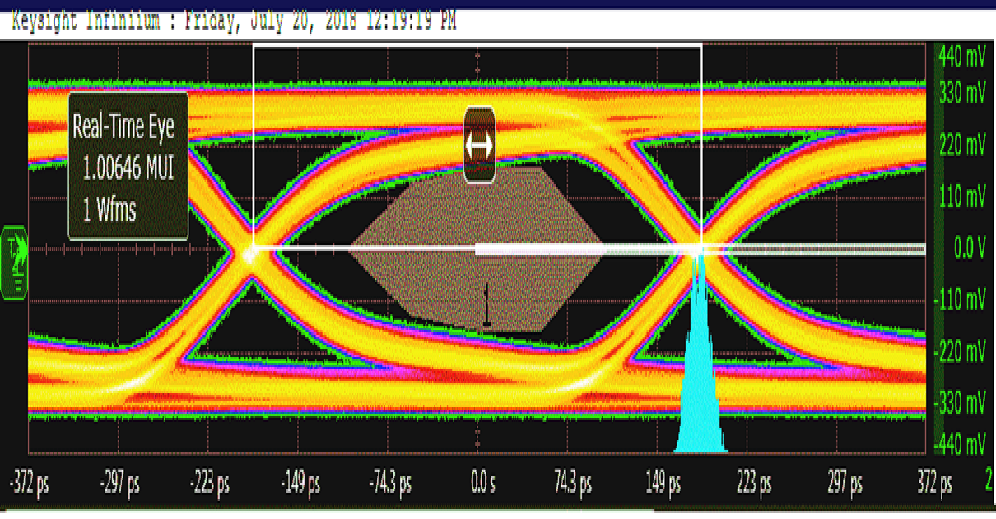 Keysight Infiniium : Friday, July 20, 2018 12:19:19 PM
440 mV
330 mV
220 mV
110 mV
0.0 V
-110 mV
-220 mV
-330 mV
-440 mV
Real-Time Eye
1.00646 MUI
1 Wfms
1
-372 ps -297 ps -223 ps -149 ps -74.3 ps 0.0 s 74.3 ps 149 ps 223 ps 297 ps 372 ps 2